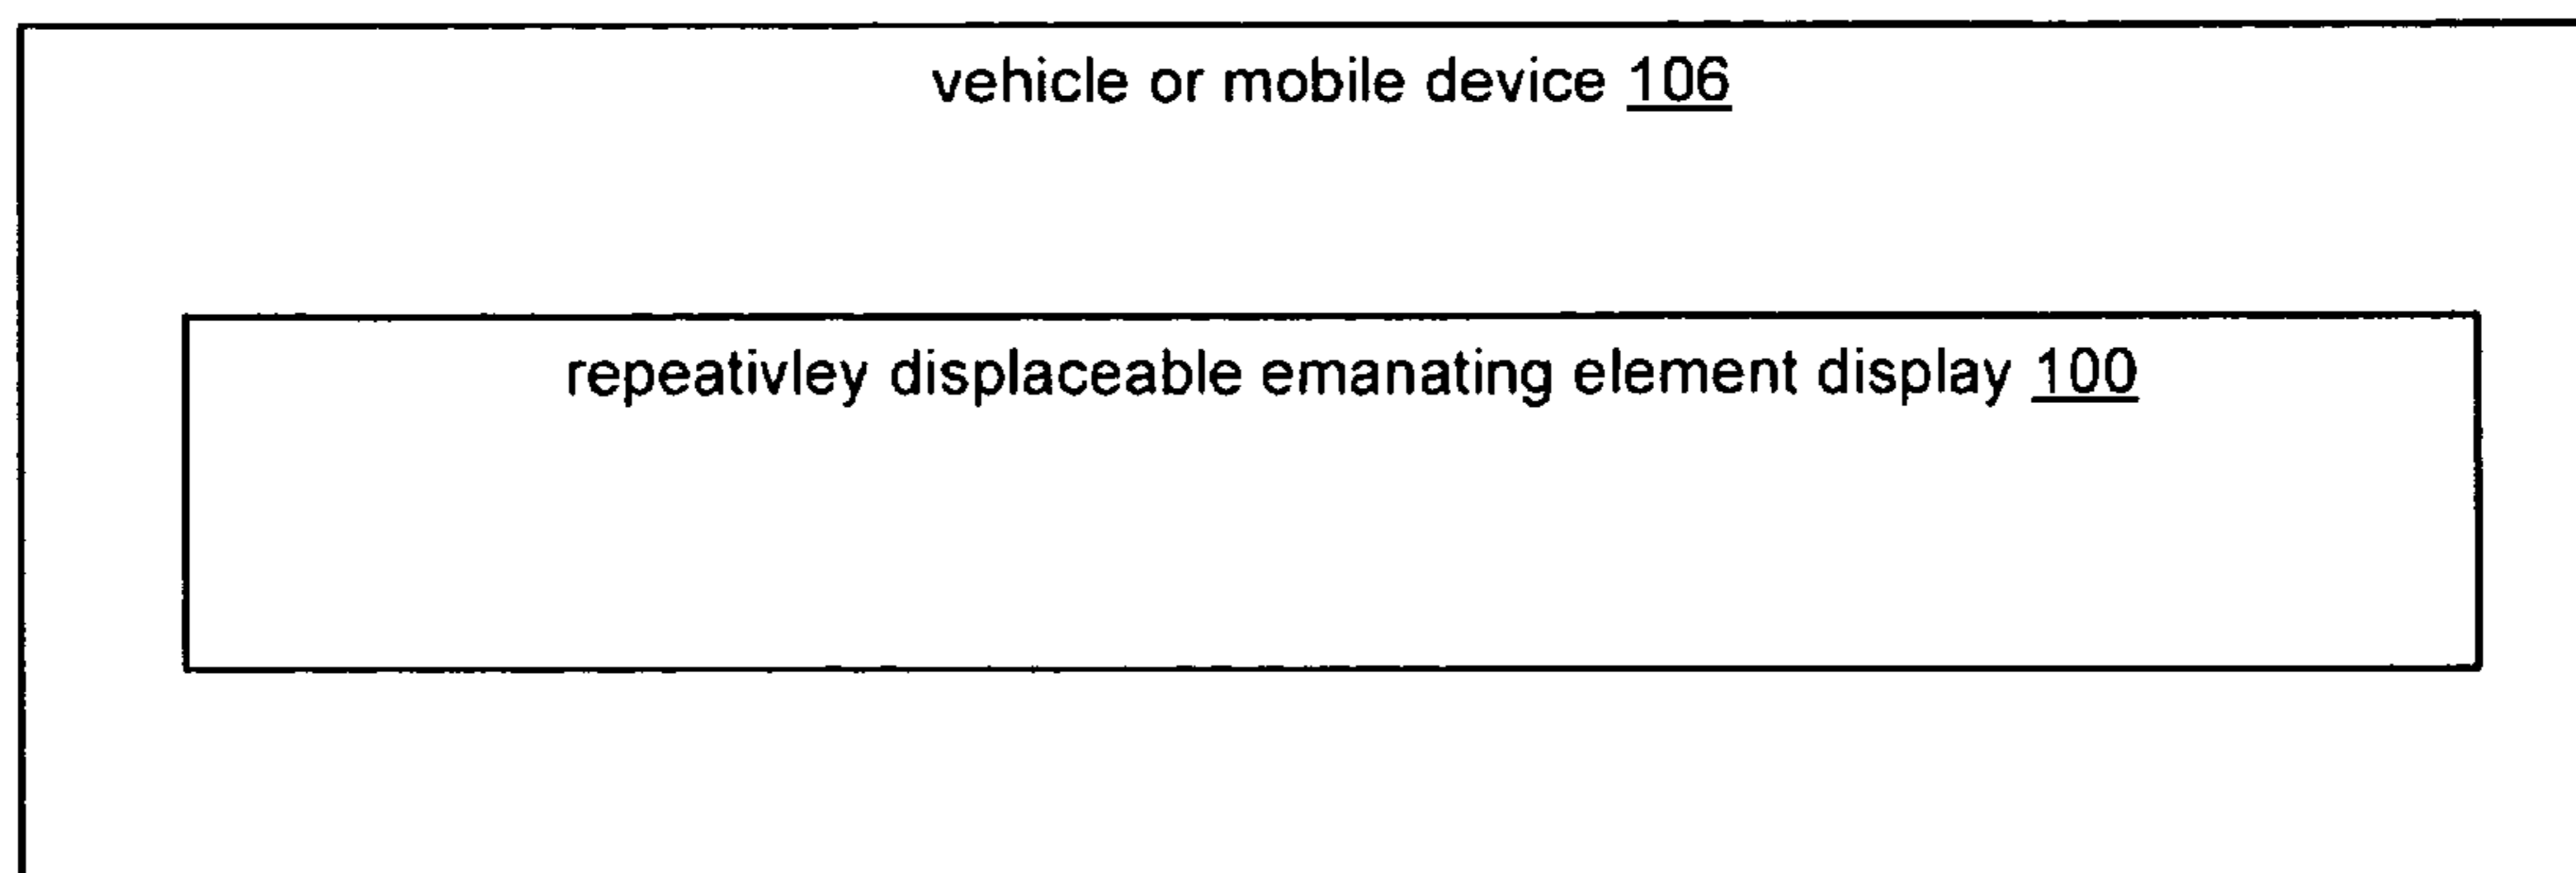 vehicle or mobile device 106
repeativley displaceable emanating element display 100